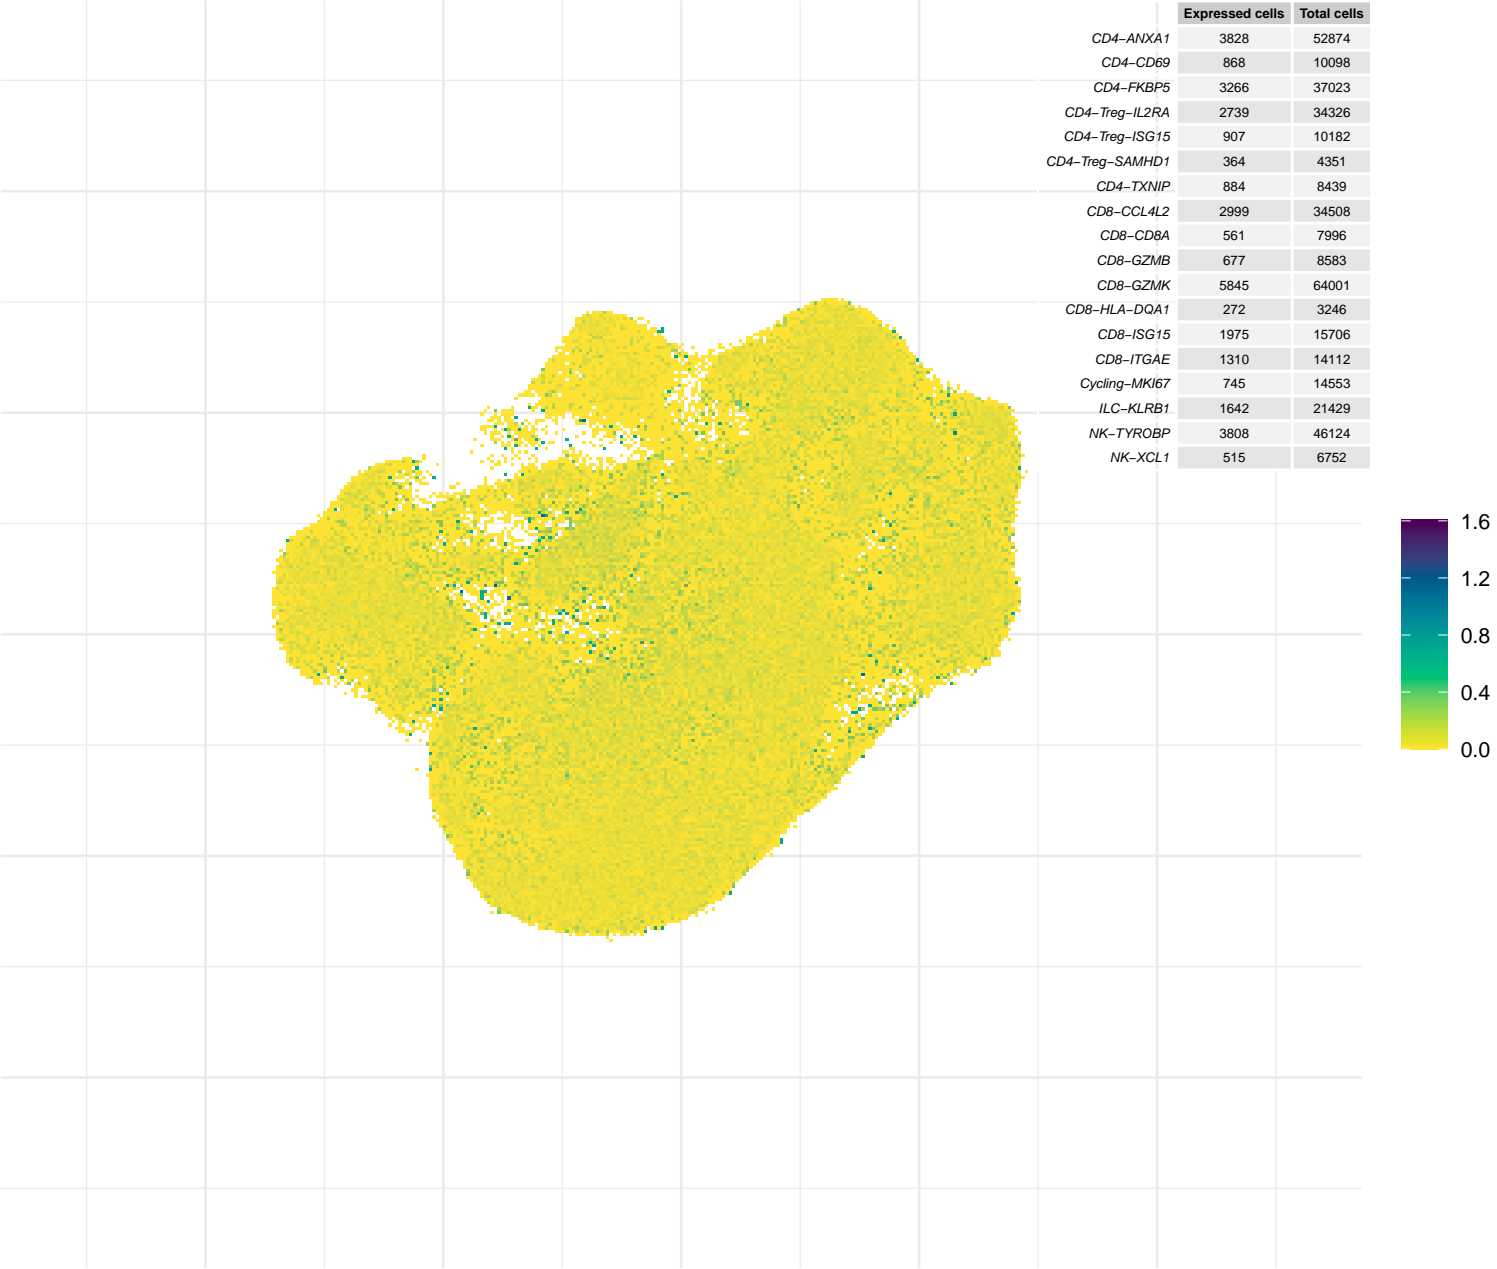 Expressed cells Total cells
CD4−ANXA1 3828 52874
CD4−CD69 868 10098
CD4−FKBP5 3266 37023
CD4−Treg−IL2RA 2739 34326
CD4−Treg−ISG15 907 10182
CD4−Treg−SAMHD1 364 4351
CD4−TXNIP 884 8439
CD8−CCL4L2 2999 34508
CD8−CD8A 561 7996
CD8−GZMB 677 8583
CD8−GZMK 5845 64001
CD8−HLA−DQA1 272 3246
CD8−ISG15 1975 15706
CD8−ITGAE 1310 14112
Cycling−MKI67 745 14553
ILC−KLRB1 1642 21429
NK−TYROBP 3808 46124
NK−XCL1 515 6752
1.6
1.2
0.8
0.4
0.0